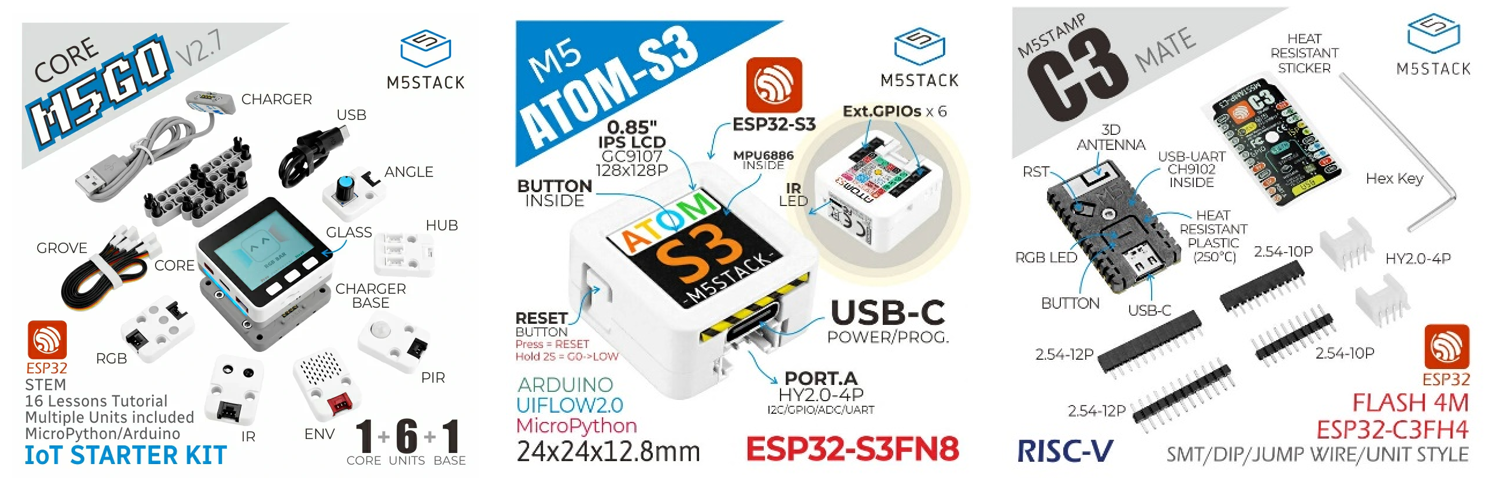 CORE
M5GO V2.7
M5STACK
CHARGER
USB
ANGLE
GLASS
HUB
GROVE
CORE
CHARGER
BASE
RGB
PIR
IR
ENV
ESP32
STEM
16 Lessons Tutorial
Multiple Units included
MicroPython/Arduino
IoT STARTER KIT
1+6+1
CORE UNITS BASE
M5
ATOM-S3
M5STACK
ESP32-S3
Ext.GPIOs x 6
0.85"
IPS LCD
GC9107
128x128P
MPU6886
INSIDE
BUTTON
INSIDE
IR
LED
ATOM
S3
-M5STACK-
RESET
BUTTON
Press = RESET
Hold 2S = G0->LOW
USB-C
POWER/PROG.
PORT.A
HY2.0-4P
I2C/GPIO/ADC/UART
ARDUINO
UIFLOW2.0
MicroPython
24x24x12.8mm
ESP32-S3FN8
M5STAMP
C3 MATE
M5STACK
HEAT
RESISTANT
STICKER
3D
ANTENNA
RST
USB-UART
CH9102
INSIDE
Hex Key
HEAT
RESISTANT
PLASTIC
(250°C)
RGB LED
BUTTON
USB-C
2.54-10P
HY2.0-4P
2.54-12P
2.54-10P
2.54-12P
ESP32
FLASH 4M
ESP32-C3FH4
RISC-V
SMT/DIP/JUMP WIRE/UNIT STYLE